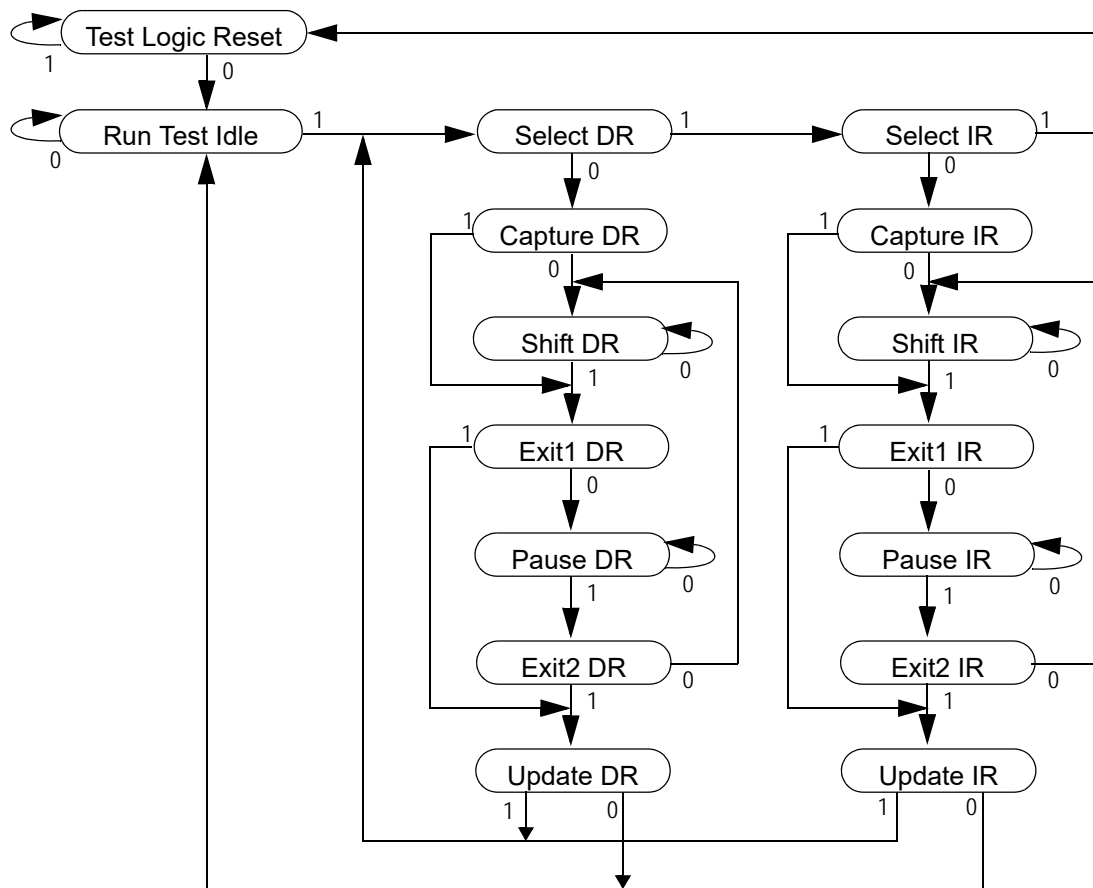 Test Logic Reset
1
0
Run Test Idle
1
0
Select DR
1
0
Select IR
1
0
1
Capture DR
0
1
Capture IR
0
Shift DR
0
1
Shift IR
0
1
1
Exit1 DR
0
1
Exit1 IR
0
Pause DR
0
1
Pause IR
0
1
Exit2 DR
0
1
Exit2 IR
0
1
Update DR
1
0
Update IR
1
0